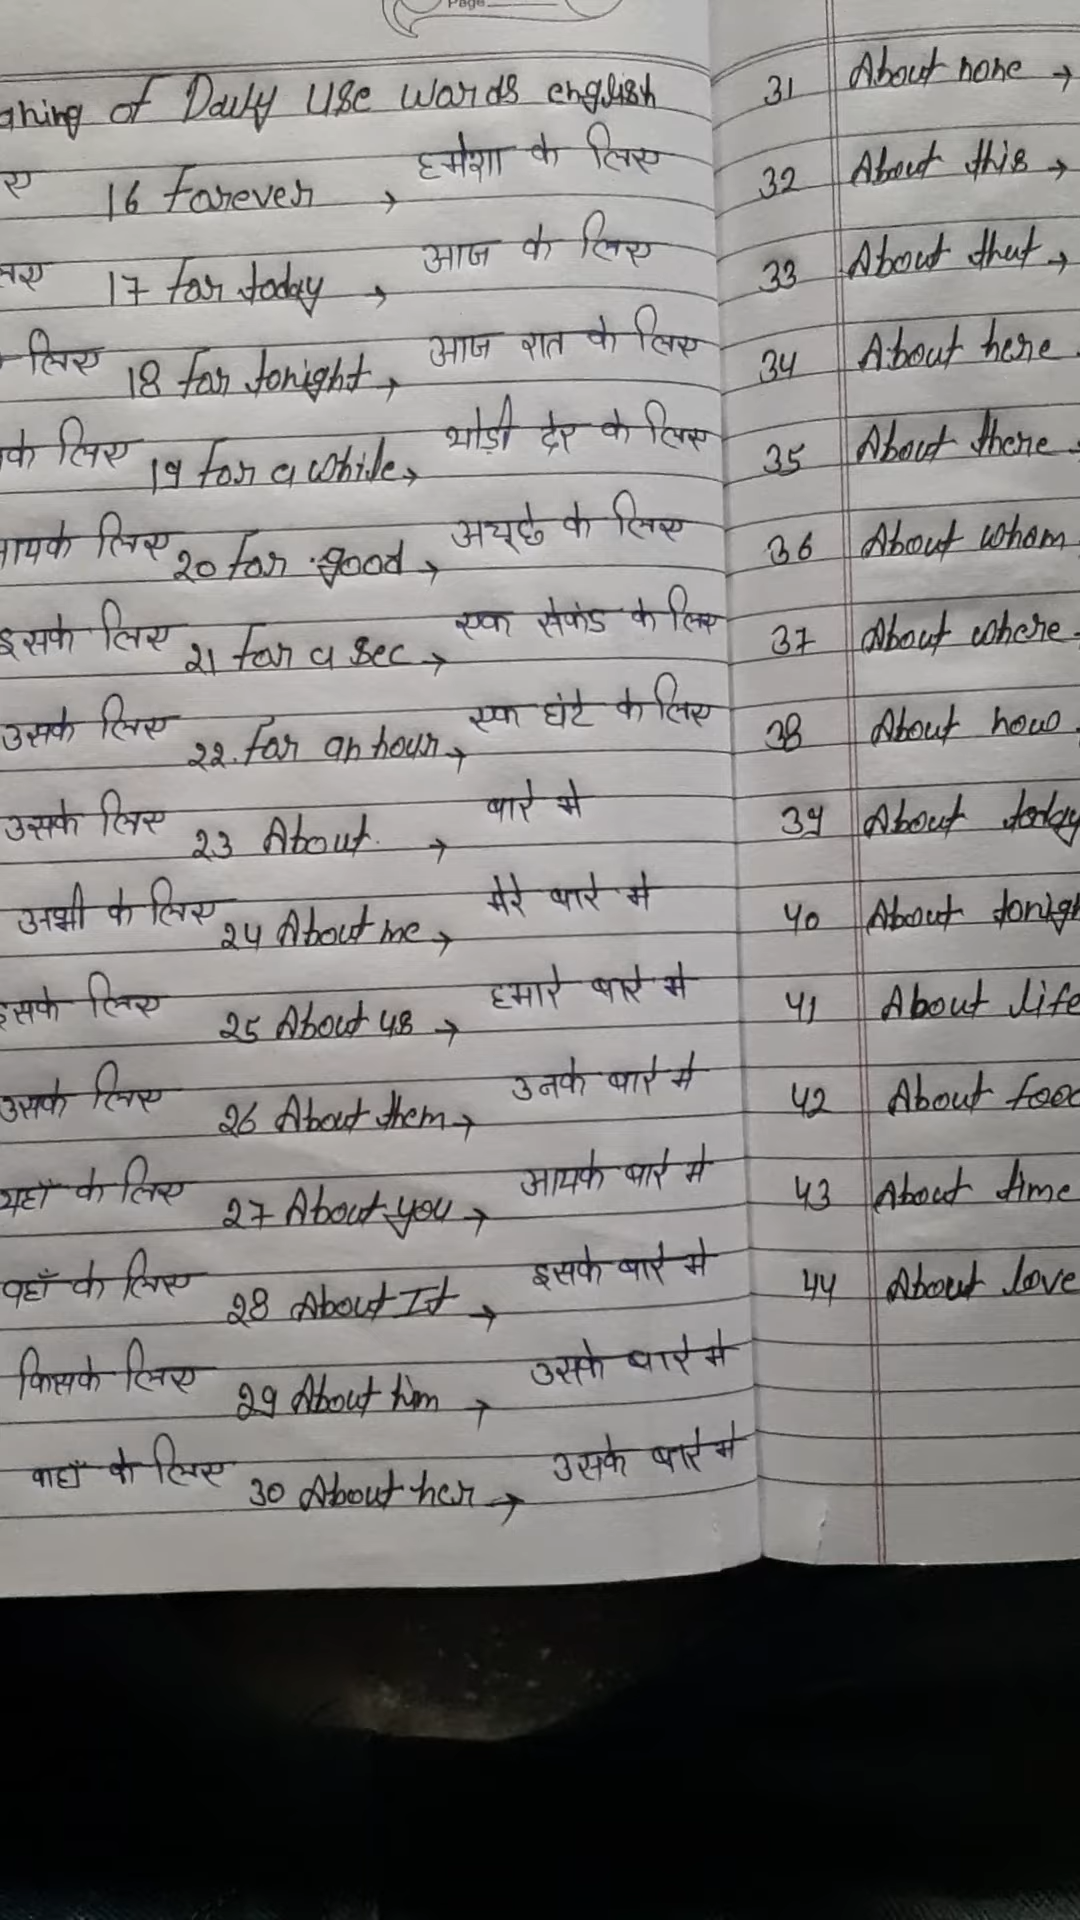 Page
aning of Daily Use words english
ए 16 forever → हमेशा के लिए
लिए 17 for today → आज के लिए
लिए 18 for tonight → आज रात के लिए
के लिए 19 for a while → थोड़ी देर के लिए
आपके लिए 20 for good → अच्छे के लिए
इसके लिए 21 for a sec → एक सेकंड के लिए
उसके लिए 22. for an hour → एक घंटे के लिए
उसके लिए 23 About → बारे मे
अभी के लिए 24 About me → मेरे बारे मे
इसके लिए 25 About us → हमारे बारे मे
उसके लिए 26 About them → उनके बारे मे
यहाँ के लिए 27 About you → आपके बारे मे
वहाँ के लिए 28 About It → इसके बारे मे
किसके लिए 29 About him → उसके बारे मे
काहाँ के लिए 30 About her → उसके बारे मे
31 About none →
32 About this →
33 About that →
34 About here
35 About there
36 About whom
37 About where
38 About how
39 About today
40 About tonigh
41 About life
42 About food
43 About time
44 About love